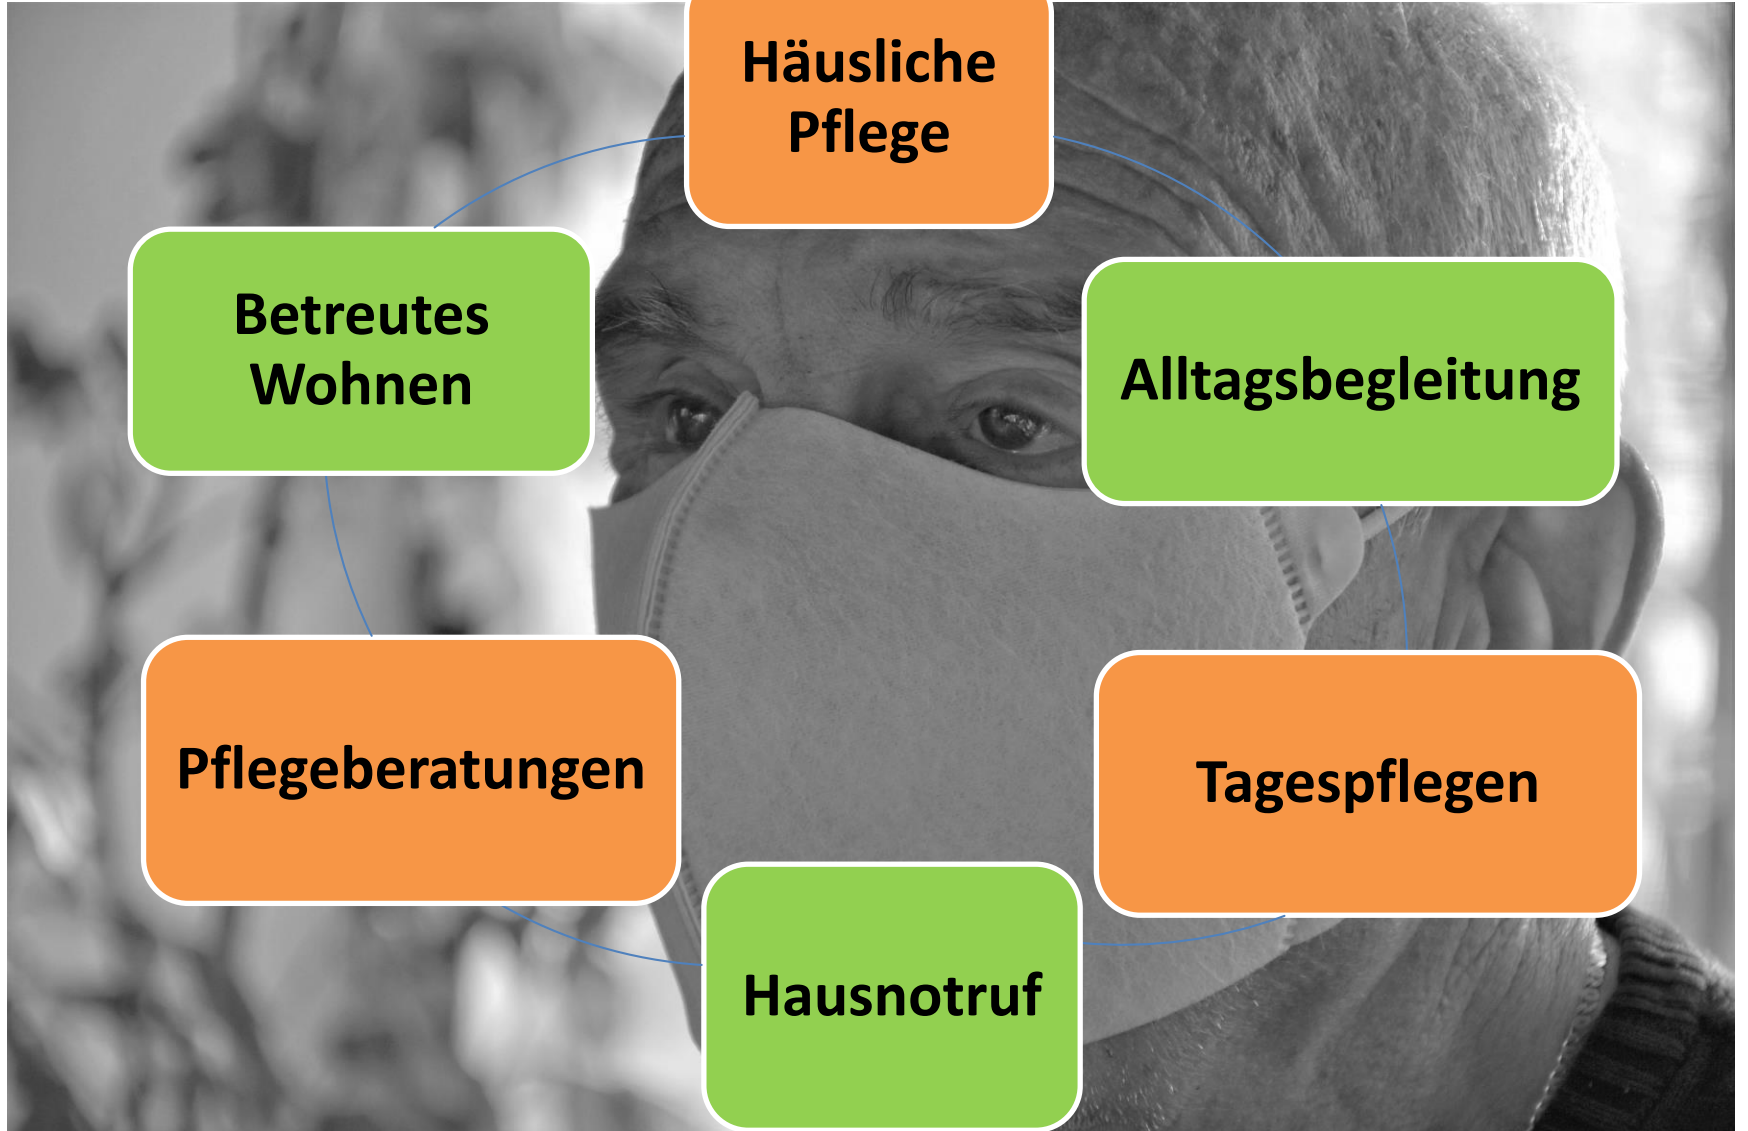 Häusliche
Pflege
Betreutes
Wohnen
Alltagsbegleitung
Pflegeberatungen
Tagespflegen
Hausnotruf